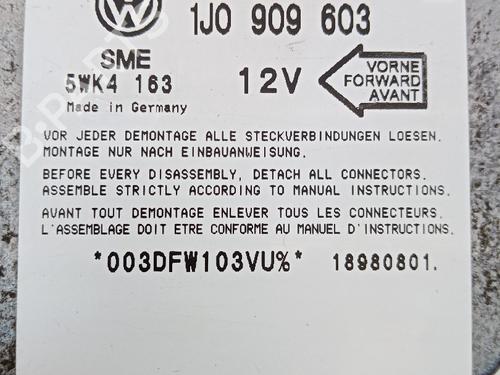 1J0 909 603
SME
5WK4 163
12V
VORNE
FORWARD
AVANT
Made in Germany
VOR JEDER DEMONTAGE ALLE STECKVERBINDUNGEN LOESEN.
MONTAGE NUR NACH EINBAUANWEISUNG.
BEFORE EVERY DISASSEMBLY, DETACH ALL CONNECTORS.
ASSEMBLE STRICTLY ACCORDING TO MANUAL INSTRUCTIONS.
AVANT TOUT DEMONTAGE ENLEVER TOUS LES CONNECTEURS.
L'ASSEMBLAGE DOIT ETRE CONFORME AU MANUEL D'INSTRUCTIONS.
*003DFW103VU%* 18980801.
B-PARTS